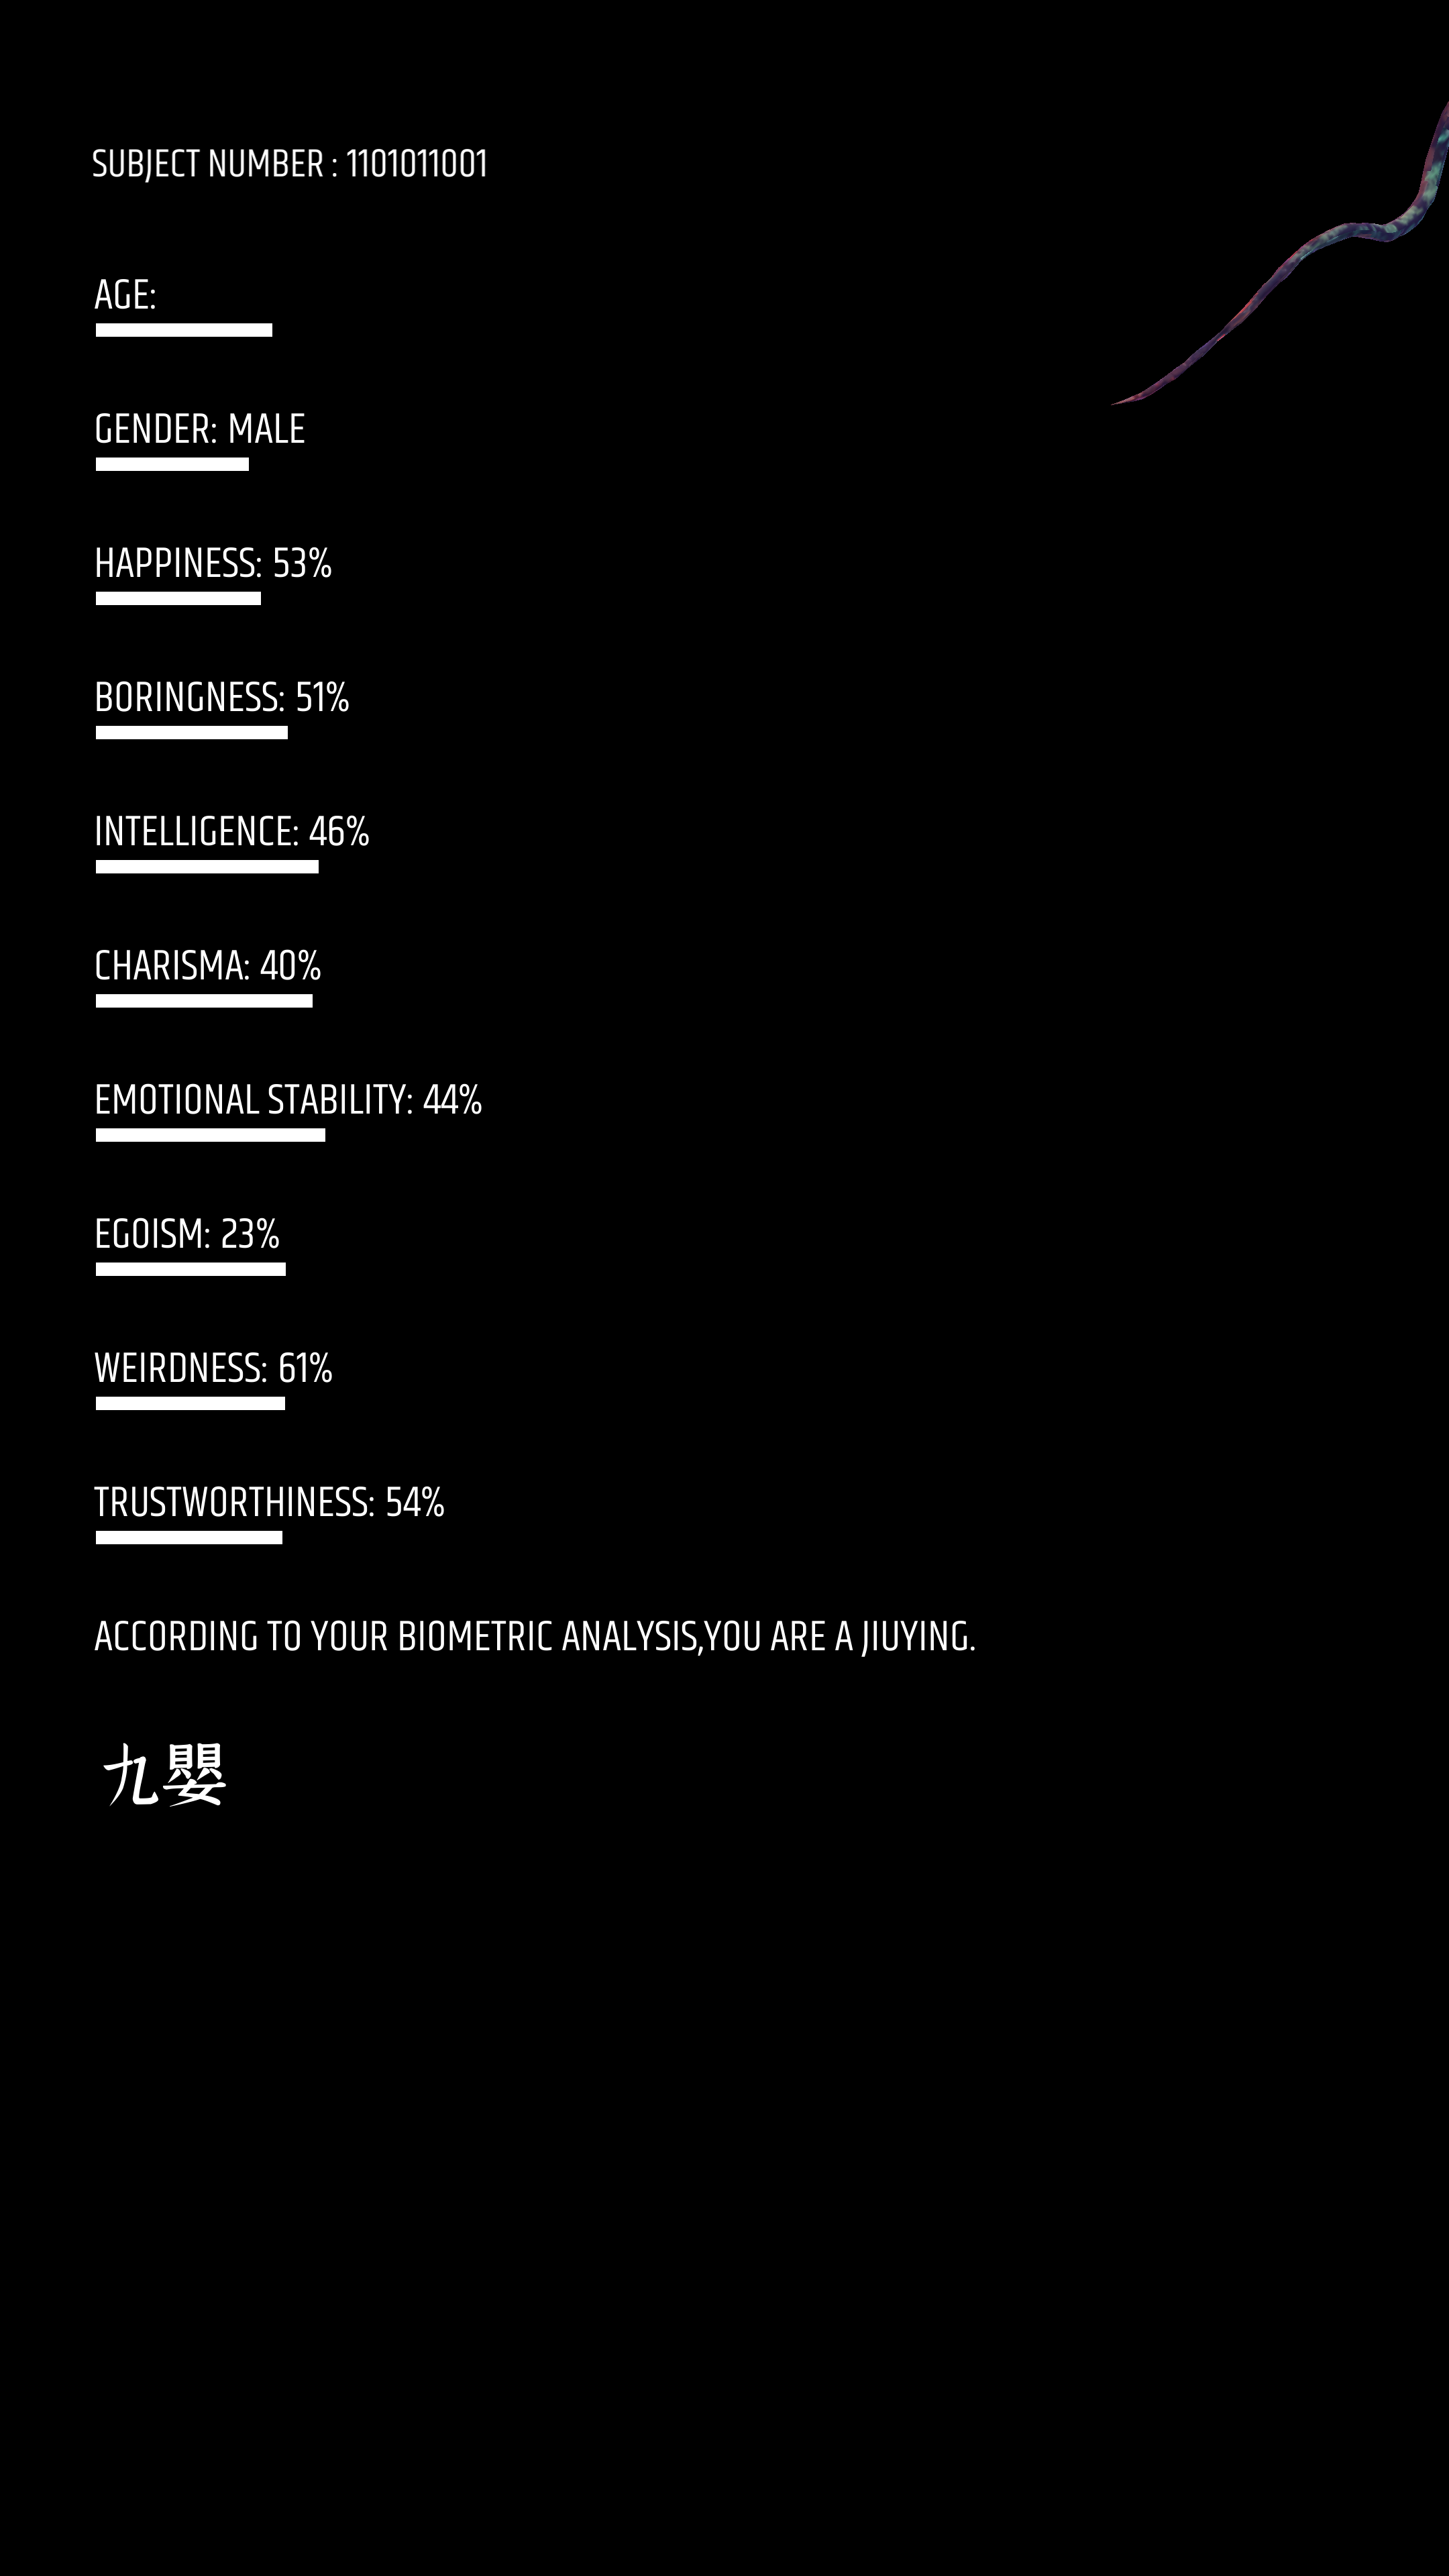 SUBJECT NUMBER : 1101011001
AGE:
GENDER: MALE
HAPPINESS: 53%
BORINGNESS: 51%
INTELLIGENCE: 46%
CHARISMA: 40%
EMOTIONAL STABILITY: 44%
EGOISM: 23%
WEIRDNESS: 61%
TRUSTWORTHINESS: 54%
ACCORDING TO YOUR BIOMETRIC ANALYSIS,YOU ARE A JIUYING.
九嬰